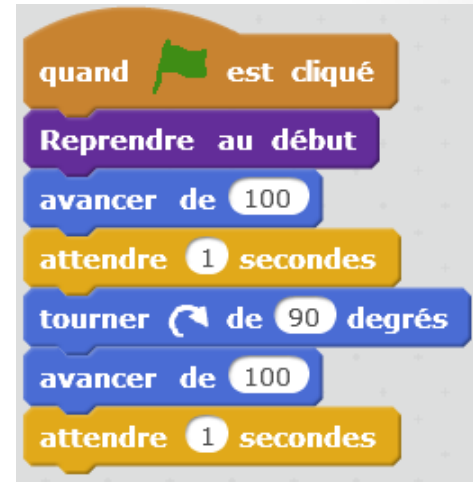 quand est cliqué
Reprendre au début
avancer de 100
attendre 1 secondes
tourner de 90 degrés
avancer de 100
attendre 1 secondes